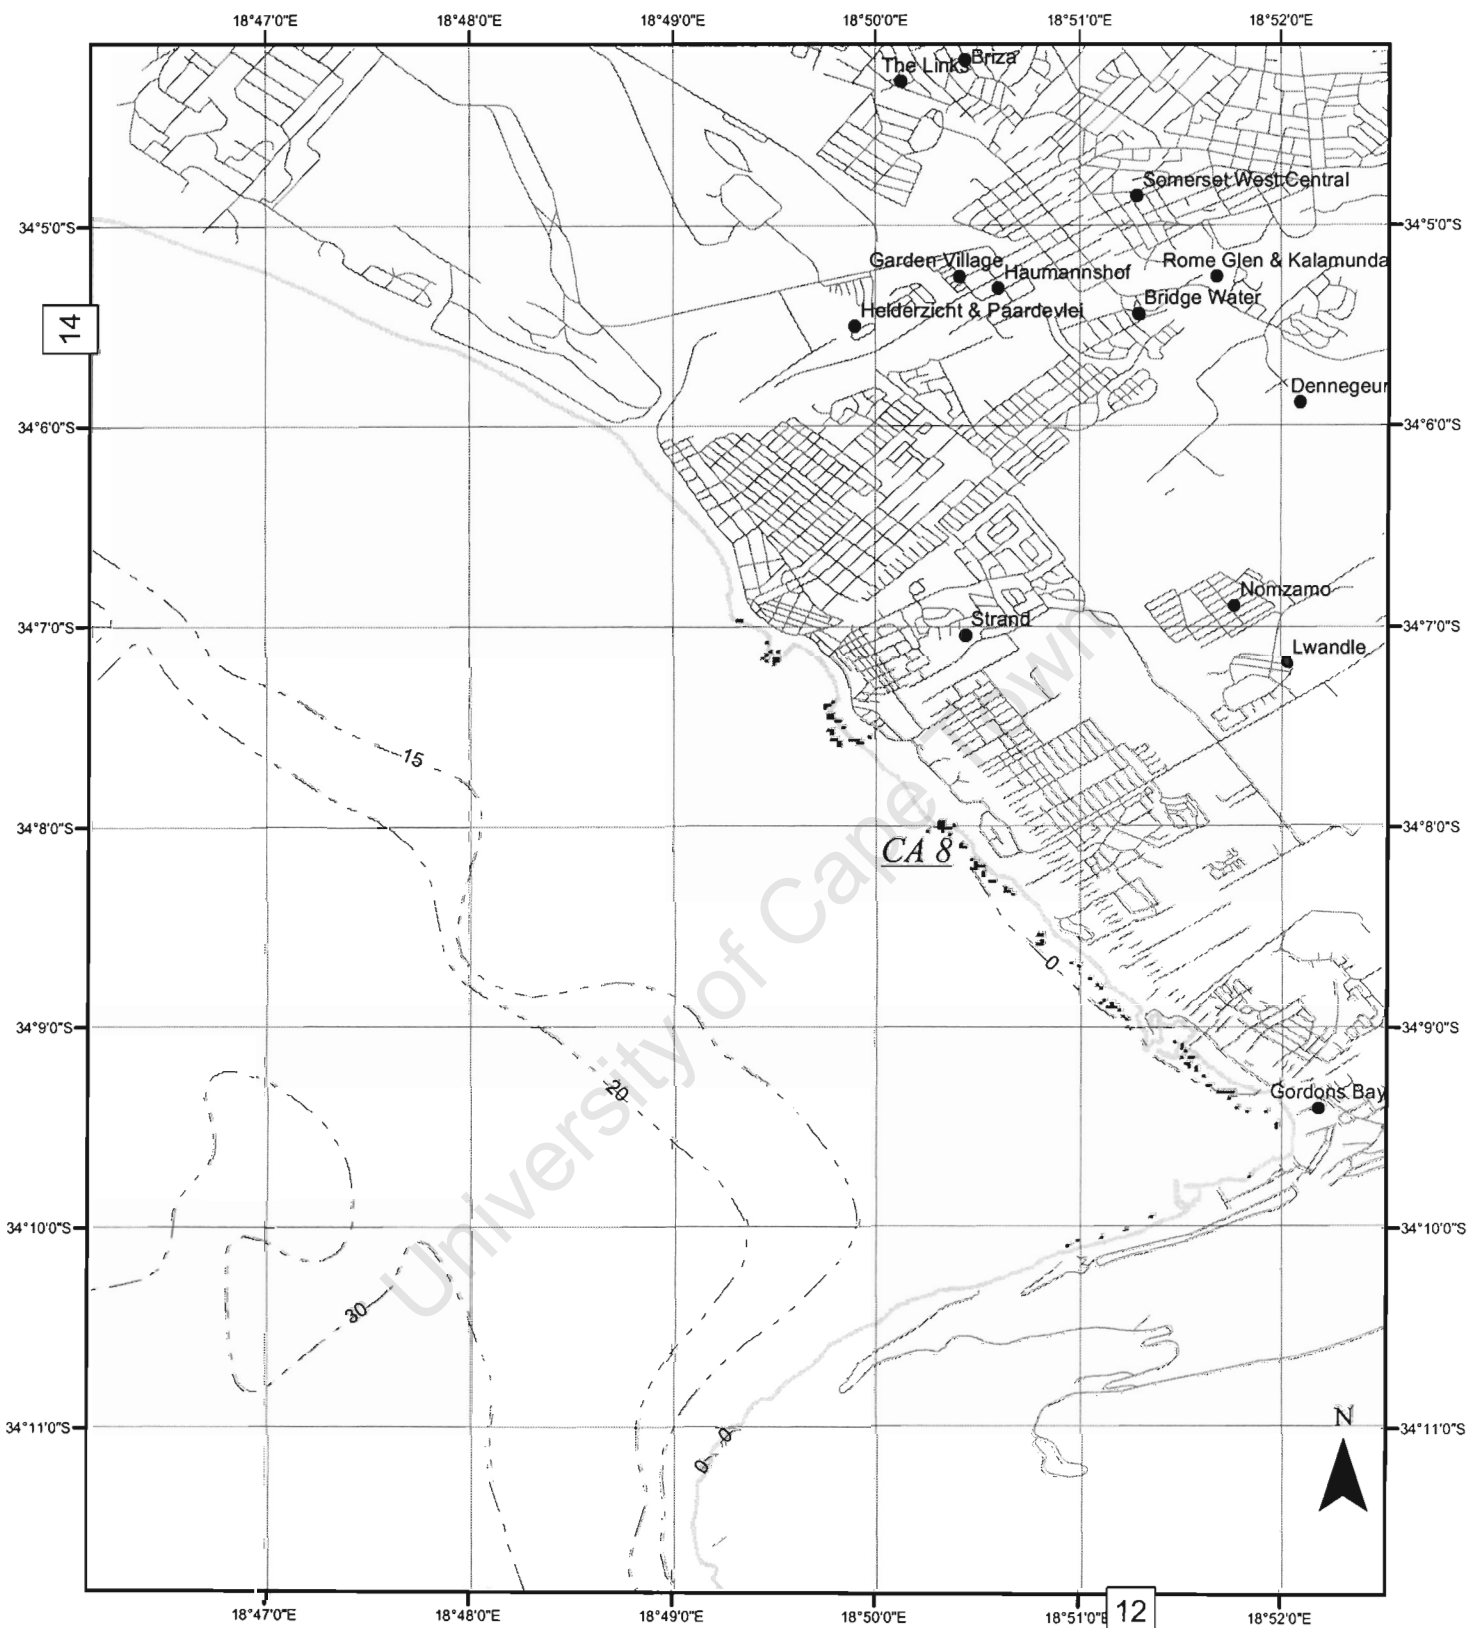 18°47'0"E 18°48'0"E 18°49'0"E 18°50'0"E 18°51'0"E 18°52'0"E
Briza
The Links
Somerset West Central
34°5'0"S 34°5'0"S
Garden Village
Rome Glen & Kalamunda
Haumannshof
Bridge Water
Helderzicht & Paardevlei
14
Dennegeur
34°6'0"S 34°6'0"S
Nomzamo
Strand
34°7'0"S 34°7'0"S
Lwandle
15
34°8'0"S 34°8'0"S
CA 8
0
34°9'0"S 34°9'0"S
20
Gordons Bay
University of Cape Town
34°10'0"S 34°10'0"S
30
N
34°11'0"S 34°11'0"S
0
0
18°47'0"E 18°48'0"E 18°49'0"E 18°50'0"E 18°51'0"E 18°52'0"E
12